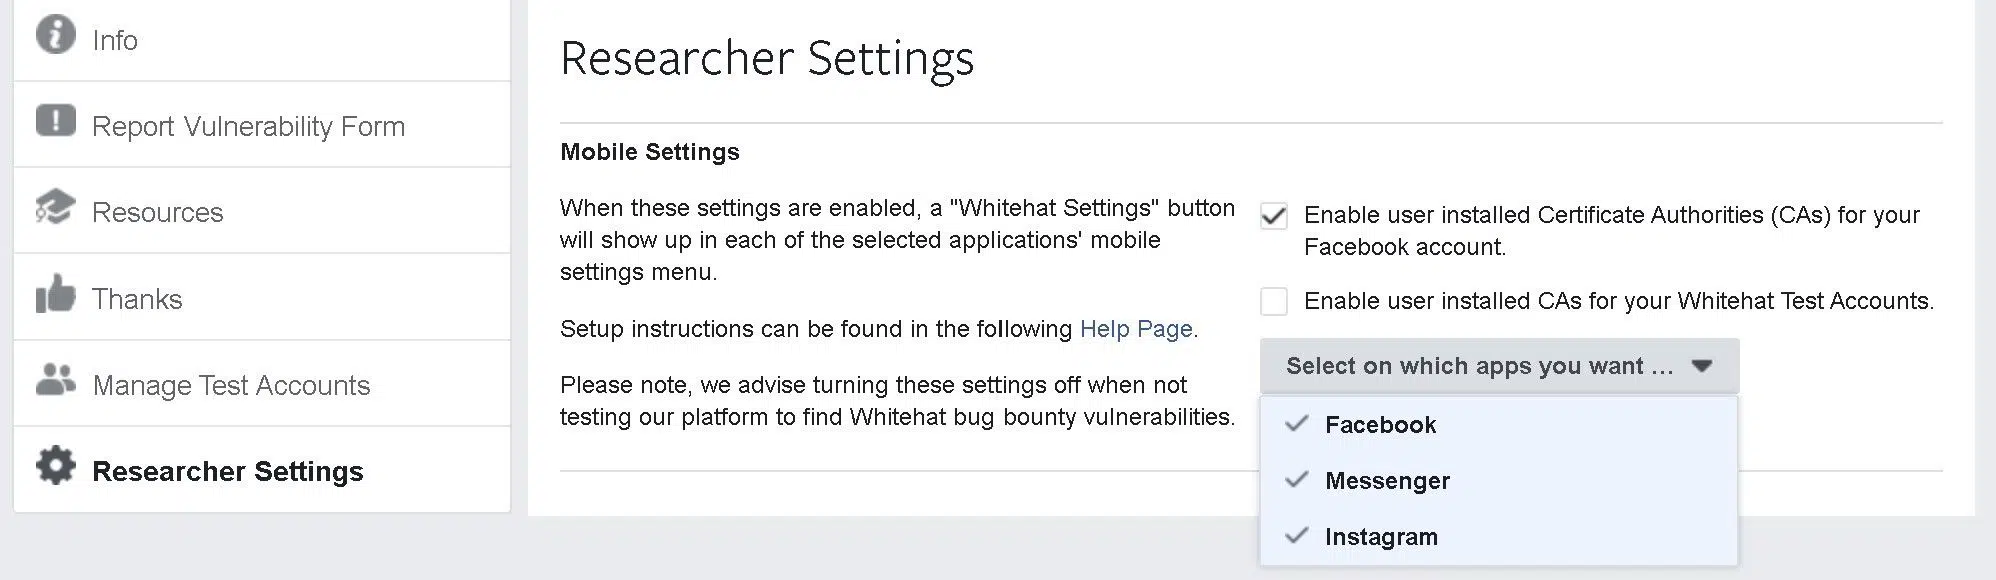 Info
Report Vulnerability Form
Resources
Thanks
Manage Test Accounts
Researcher Settings
Researcher Settings
Mobile Settings
When these settings are enabled, a "Whitehat Settings" button
will show up in each of the selected applications' mobile
settings menu.
Setup instructions can be found in the following Help Page.
Please note, we advise turning these settings off when not
testing our platform to find Whitehat bug bounty vulnerabilities.
Enable user installed Certificate Authorities (CAs) for your
Facebook account.
Enable user installed CAs for your Whitehat Test Accounts.
Select on which apps you want ...
Facebook
Messenger
Instagram